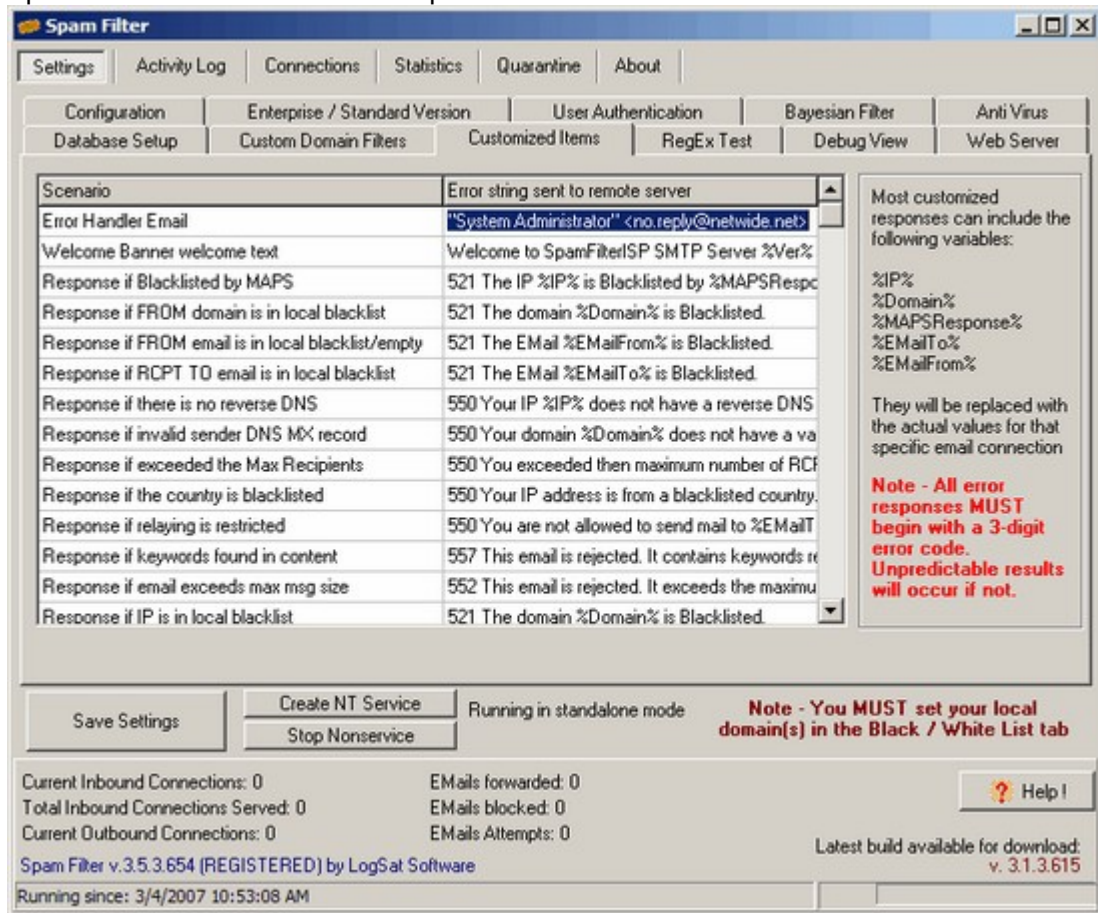 Spam Filter
Settings Activity Log Connections Statistics Quarantine About
Configuration Enterprise / Standard Version User Authentication Bayesian Filter Anti Virus
Database Setup Custom Domain Filters Customized Items RegEx Test Debug View Web Server
Scenario Error string sent to remote server
Error Handler Email "System Administrator" <no.reply@netwide.net>
Welcome Banner welcome text Welcome to SpamFilterISP SMTP Server %Ver%
Response if Blacklisted by MAPS 521 The IP %IP% is Blacklisted by %MAPSRespo
Response if FROM domain is in local blacklist 521 The domain %Domain% is Blacklisted.
Response if FROM email is in local blacklist/empty 521 The EMail %EMailFrom% is Blacklisted.
Response if RCPT TO email is in local blacklist 521 The EMail %EMailTo% is Blacklisted.
Response if there is no reverse DNS 550 Your IP %IP% does not have a reverse DNS
Response if invalid sender DNS MX record 550 Your domain %Domain% does not have a va
Response if exceeded the Max Recipients 550 You exceeded then maximum number of RCF
Response if the country is blacklisted 550 Your IP address is from a blacklisted country.
Response if relaying is restricted 550 You are not allowed to send mail to %EMailT
Response if keywords found in content 557 This email is rejected. It contains keywords re
Response if email exceeds max msg size 552 This email is rejected. It exceeds the maximu
Response if IP is in local blacklist 521 The domain %Domain% is Blacklisted.
Most customized
responses can include the
following variables:
%IP%
%Domain%
%MAPSResponse%
%EMailTo%
%EMailFrom%
They will be replaced with
the actual values for that
specific email connection
Note - All error
responses MUST
begin with a 3-digit
error code.
Unpredictable results
will occur if not.
Save Settings
Create NT Service
Stop Nonservice
Running in standalone mode
Note - You MUST set your local
domain(s) in the Black / White List tab
Current Inbound Connections: 0 EMails forwarded: 0
Total Inbound Connections Served: 0 EMails blocked: 0
Current Outbound Connections: 0 EMails Attempts: 0
Help !
Spam Filter v.3.5.3.654 (REGISTERED) by LogSat Software
Latest build available for download:
v. 3.1.3.615
Running since: 3/4/2007 10:53:08 AM